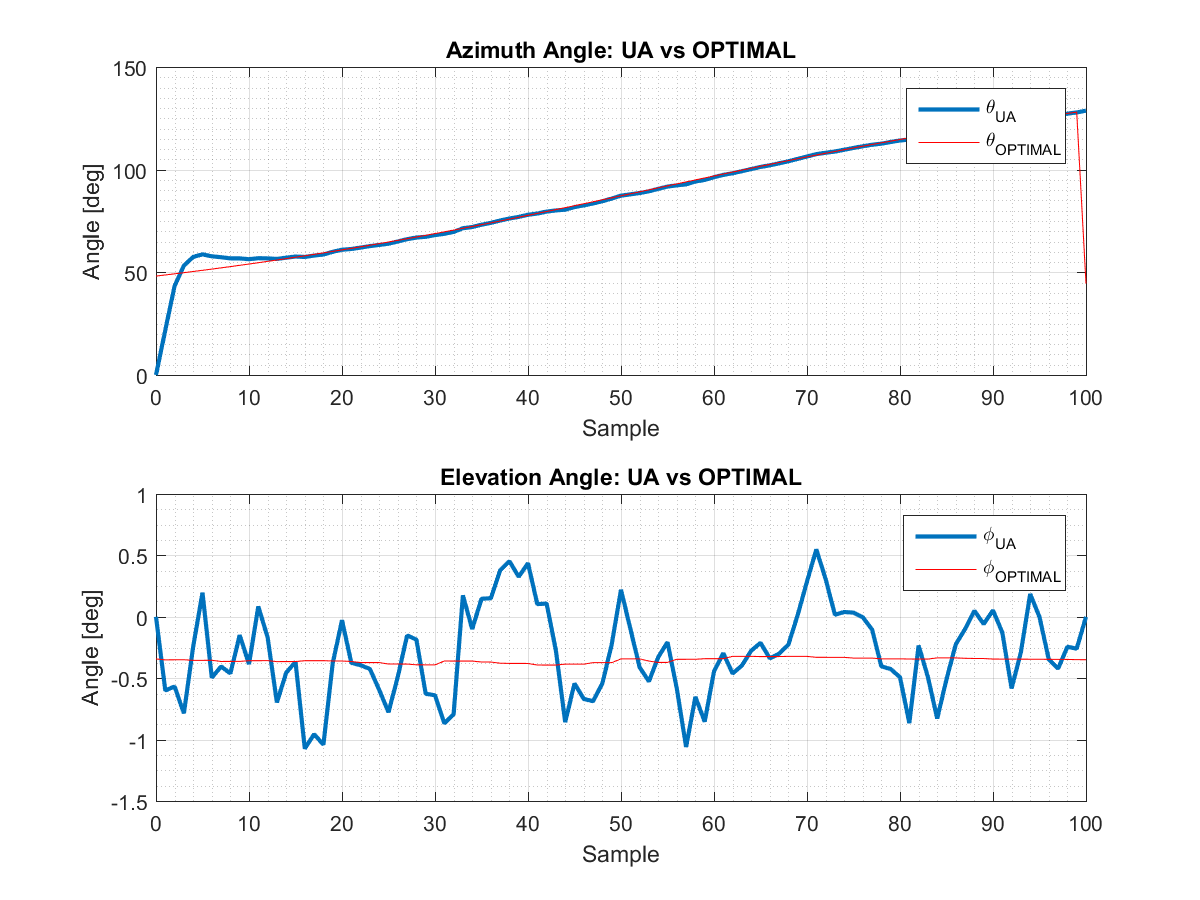 Azimuth Angle: UA vs OPTIMAL
150
100
50
0
Angle [deg]
θUA
θOPTIMAL
0 10 20 30 40 50 60 70 80 90 100
Sample
Elevation Angle: UA vs OPTIMAL
1
0.5
0
-0.5
-1
-1.5
Angle [deg]
ϕUA
ϕOPTIMAL
0 10 20 30 40 50 60 70 80 90 100
Sample